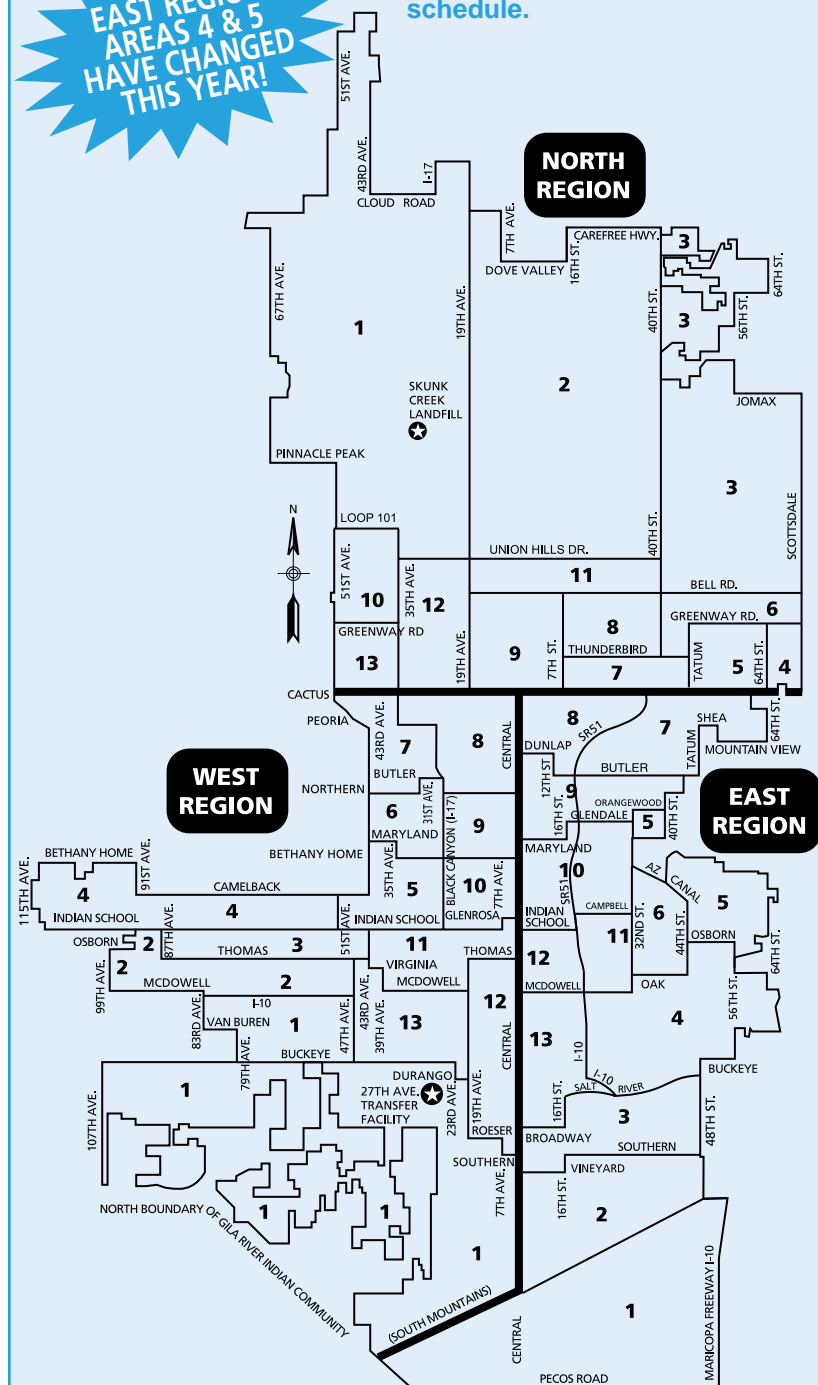 schedule.
EAST REGION
AREAS 4 & 5
HAVE CHANGED
THIS YEAR!
NORTH
REGION
51ST AVE.
43RD AVE.
I-17
CLOUD ROAD
7TH AVE.
16TH ST.
CAREFREE HWY.
3
DOVE VALLEY
67TH AVE.
19TH AVE.
40TH ST.
56TH ST.
64TH ST.
1
3
2
SKUNK
CREEK
LANDFILL
JOMAX
PINNACLE PEAK
3
SCOTTSDALE
N
LOOP 101
40TH ST.
UNION HILLS DR.
51ST AVE.
35TH AVE.
11
BELL RD.
10
12
6
GREENWAY RD.
8
GREENWAY RD
19TH AVE.
9
7TH ST.
THUNDERBIRD
TATUM
64TH ST.
13
7
5
4
CACTUS
PEORIA
43RD AVE.
7
8
CENTRAL
8
SR51
7
SHEA
64TH ST.
MOUNTAIN VIEW
WEST
REGION
DUNLAP
TATUM
BUTLER
BUTLER
12TH ST
EAST
REGION
NORTHERN
31ST AVE.
9
16TH ST.
ORANGEWOOD
40TH ST.
6
GLENDALE
5
MARYLAND
BLACK CANYON (I-17)
9
MARYLAND
BETHANY HOME
BETHANY HOME
35TH AVE.
10
AZ. CANAL
115TH AVE.
91ST AVE.
4
CAMELBACK
5
10
7TH AVE.
SR51
5
4
CAMPBELL
32ND ST.
6
44TH ST.
INDIAN SCHOOL
87TH AVE.
51ST AVE.
INDIAN SCHOOL
GLENROSA
INDIAN
SCHOOL
11
OSBORN
OSBORN
2
THOMAS
3
11
THOMAS
12
64TH ST.
2
VIRGINIA
99TH AVE.
MCDOWELL
2
MCDOWELL
12
MCDOWELL
OAK
56TH ST.
I-10
83RD AVE.
VAN BUREN
1
47TH AVE.
43RD AVE.
39TH AVE.
13
CENTRAL
13
I-10
4
79TH AVE.
BUCKEYE
BUCKEYE
1
DURANGO
27TH AVE.
TRANSFER
FACILITY
23RD AVE.
19TH AVE.
I-10
SALT RIVER
16TH ST.
48TH ST.
107TH AVE.
3
ROESER
BROADWAY
SOUTHERN
SOUTHERN
VINEYARD
7TH AVE.
16TH ST.
NORTH BOUNDARY OF GILA RIVER INDIAN COMMUNITY
1
1
2
1
(SOUTH MOUNTAINS)
1
CENTRAL
MARICOPA FREEWAY I-10
PECOS ROAD